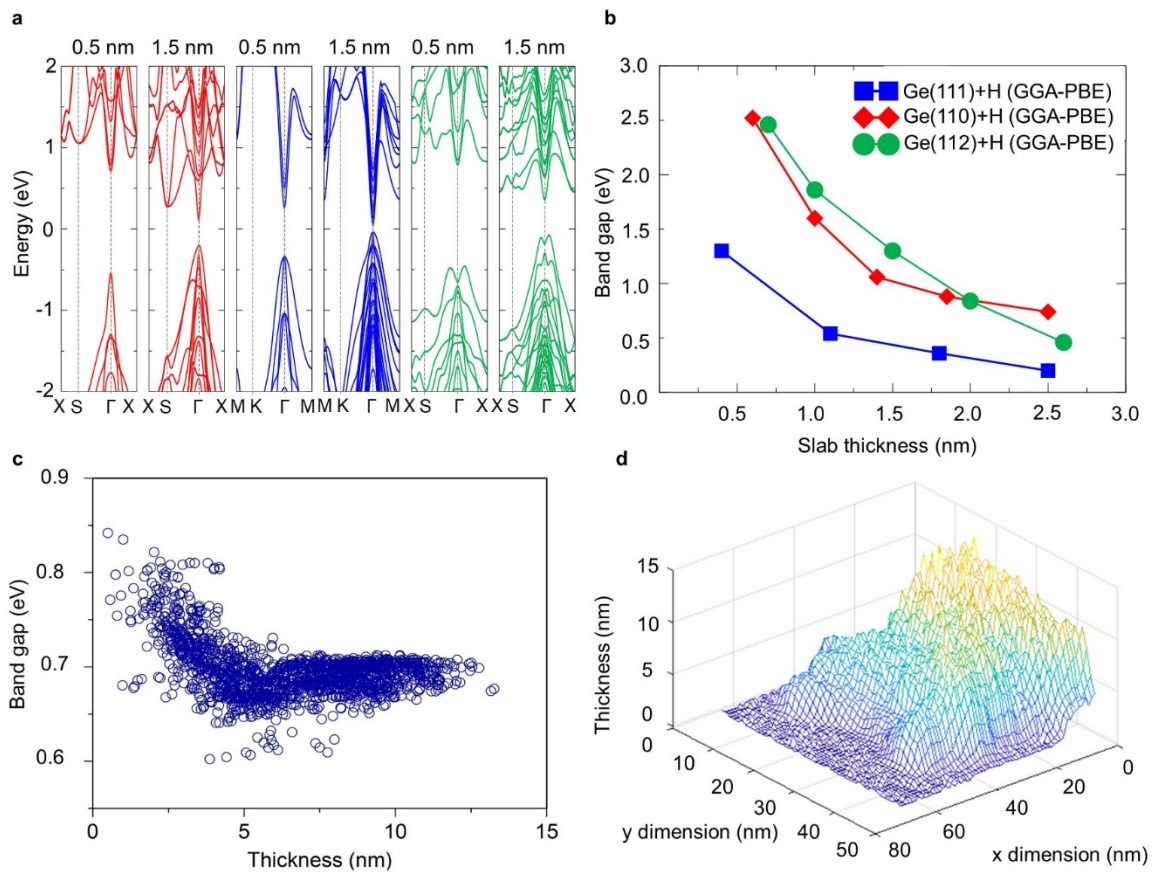 a
0.5 nm 1.5 nm 0.5 nm 1.5 nm 0.5 nm 1.5 nm
Energy (eV)
2
1
0
-1
-2
X S Γ X X S Γ X M K Γ M M K Γ M X S Γ X X S Γ X
b
Band gap (eV)
3.0
2.5
2.0
1.5
1.0
0.5
0.0
Ge(111)+H (GGA-PBE)
Ge(110)+H (GGA-PBE)
Ge(112)+H (GGA-PBE)
0.5 1.0 1.5 2.0 2.5 3.0
Slab thickness (nm)
c
Band gap (eV)
0.9
0.8
0.7
0.6
0 5 10 15
Thickness (nm)
d
Thickness (nm)
15
10
5
0
0 10 20 30 40 50
y dimension (nm)
80 60 40 20 0
x dimension (nm)